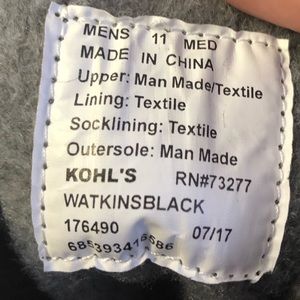 MENS 11 MED
MADE IN CHINA
Upper: Man Made/Textile
Lining: Textile
Socklining: Textile
Outersole: Man Made
KOHL'S RN#73277
WATKINSBLACK
176490 07/17